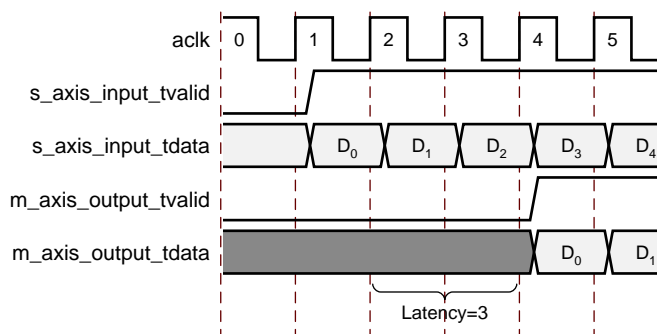 aclk 0 1 2 3 4 5
s_axis_input_tvalid
s_axis_input_tdata D0 D1 D2 D3 D4
m_axis_output_tvalid
m_axis_output_tdata D0 D1
Latency=3